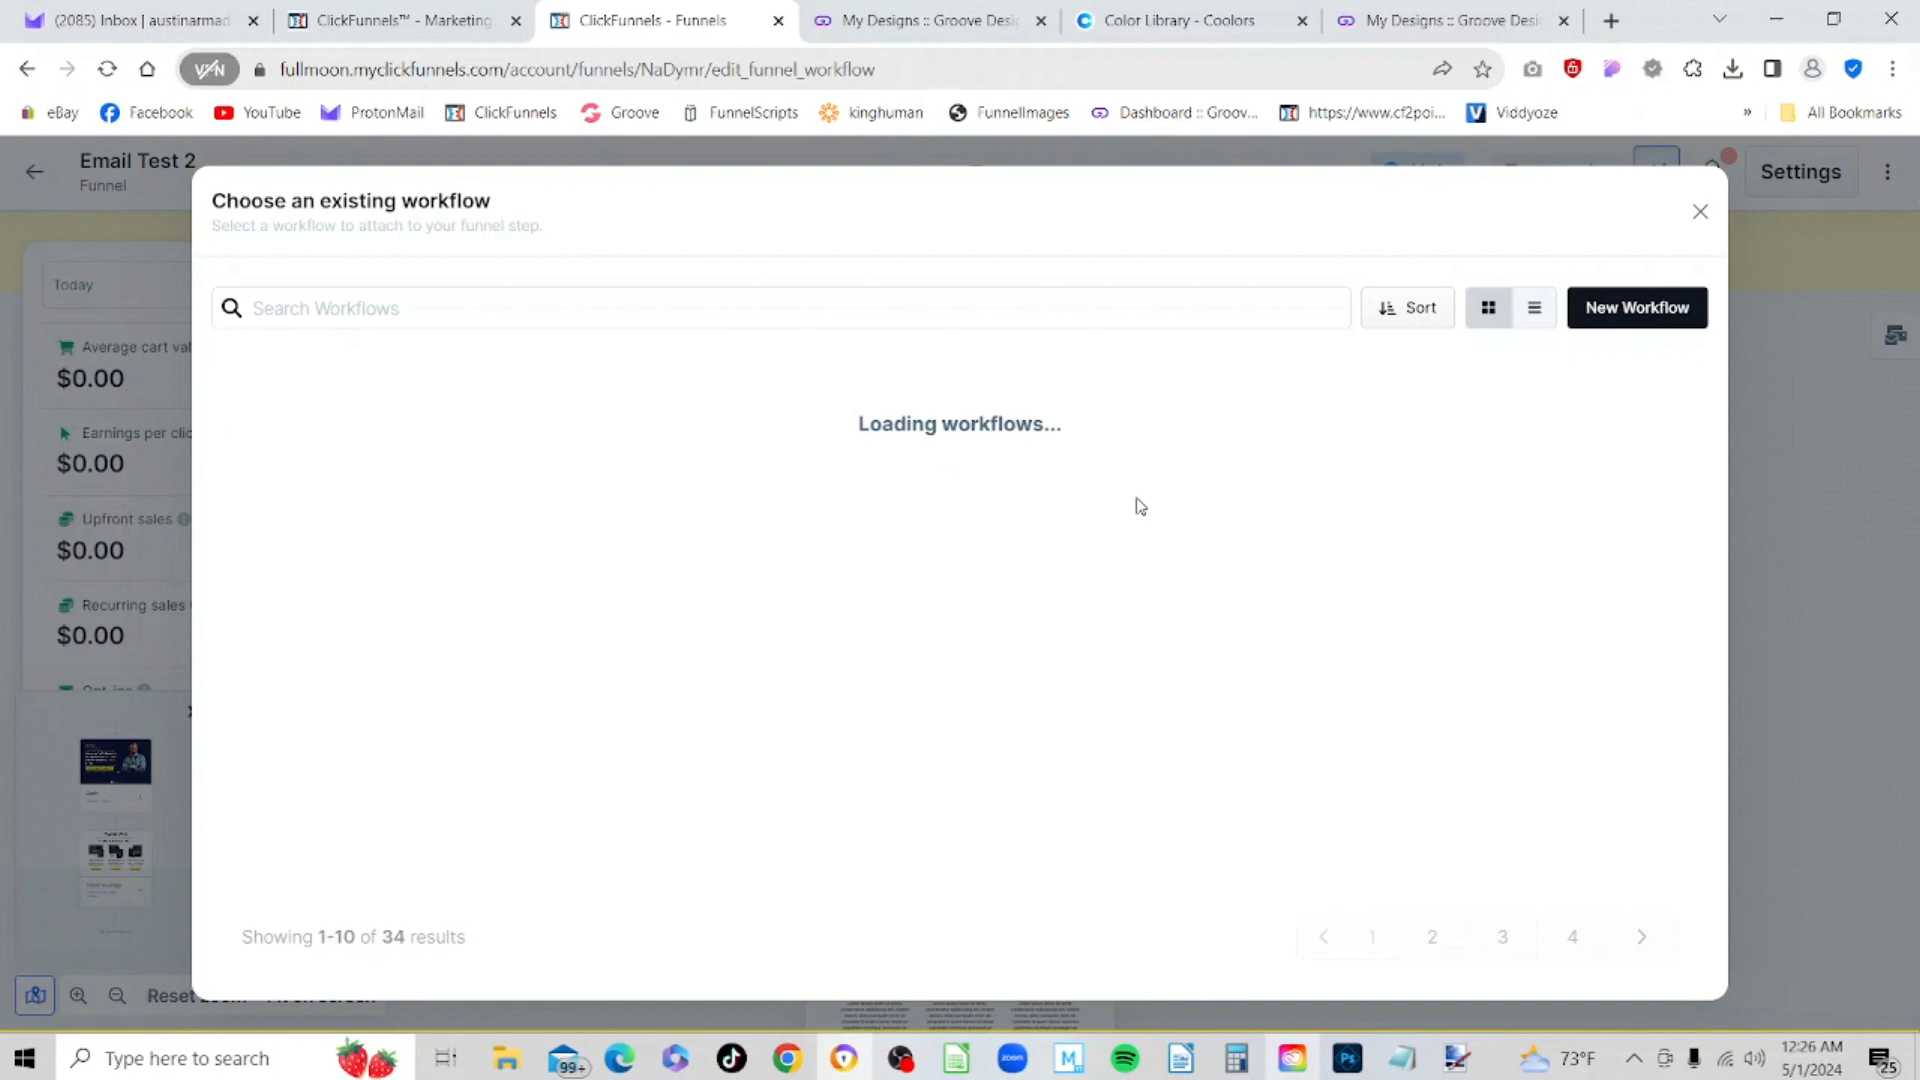 (2085) Inbox | austinarmad
ClickFunnels™ - Marketing
ClickFunnels - Funnels
My Designs :: Groove Desi
Color Library - Coolors
My Designs :: Groove Desi
VPN
fullmoon.myclickfunnels.com/account/funnels/NaDymr/edit_funnel_workflow
eBay
Facebook
YouTube
ProtonMail
ClickFunnels
Groove
FunnelScripts
kinghuman
FunnelImages
Dashboard :: Groov...
https://www.cf2poi...
Viddyoze
»
All Bookmarks
Email Test 2
Funnel
Settings
Choose an existing workflow
Select a workflow to attach to your funnel step.
Search Workflows
Sort
New Workflow
Loading workflows...
Today
Average cart val
$0.00
Earnings per clic
$0.00
Upfront sales
$0.00
Recurring sales
$0.00
Showing 1-10 of 34 results
1
2
3
4
Reset
Type here to search
99+
zoom
M
Ps
73°F
12:26 AM
5/1/2024
25